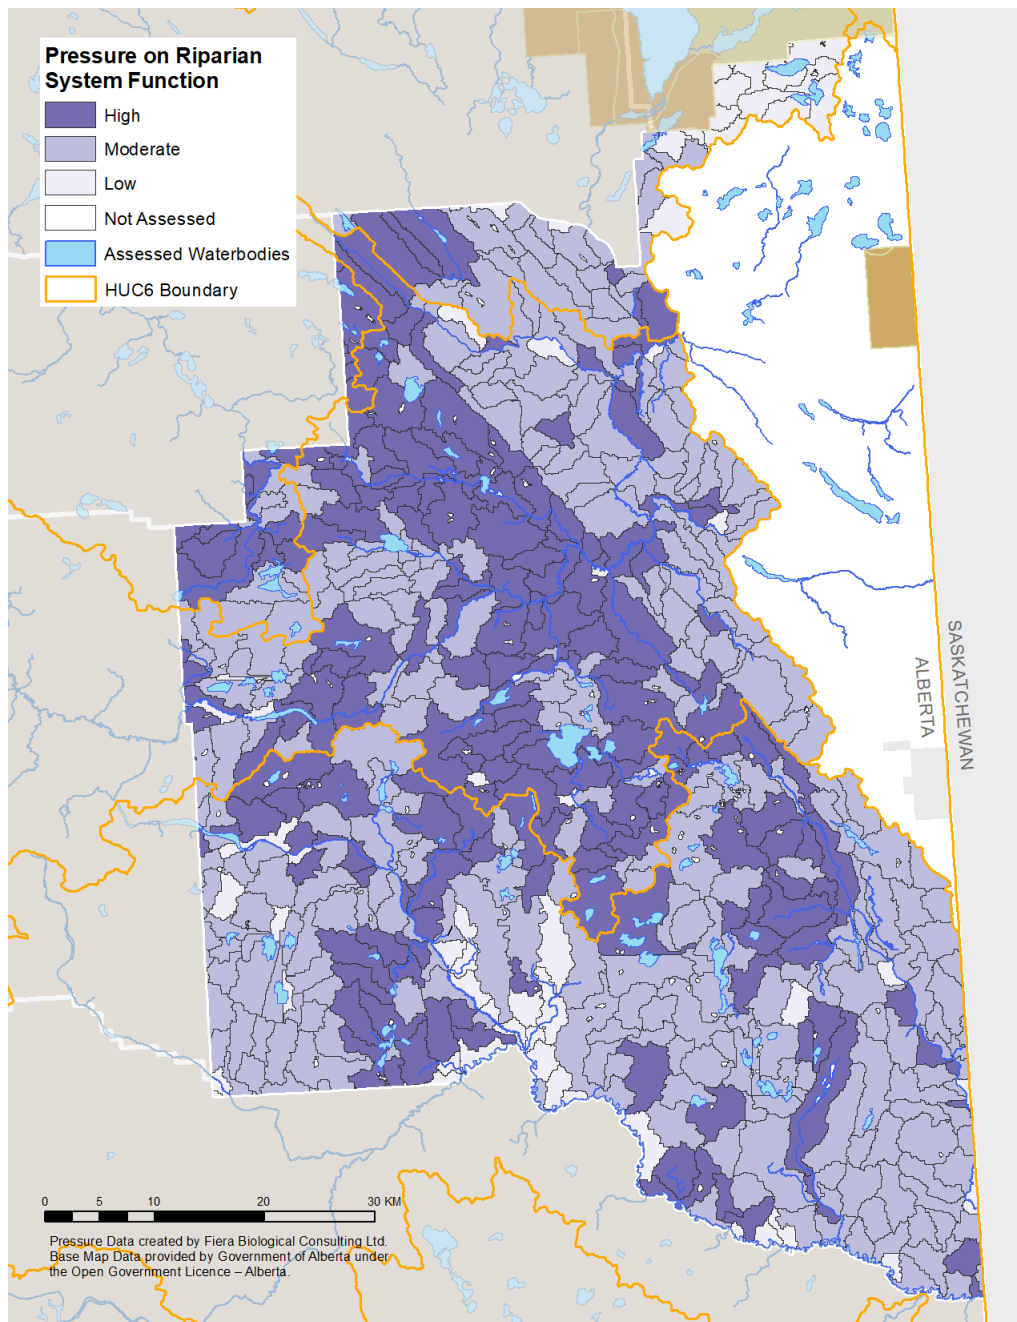 Pressure on Riparian
System Function
High
Moderate
Low
Not Assessed
Assessed Waterbodies
HUC6 Boundary
SASKATCHEWAN
ALBERTA
0 5 10 20 30 KM
Pressure Data created by Fiera Biological Consulting Ltd.
Base Map Data provided by Government of Alberta under
the Open Government Licence – Alberta.